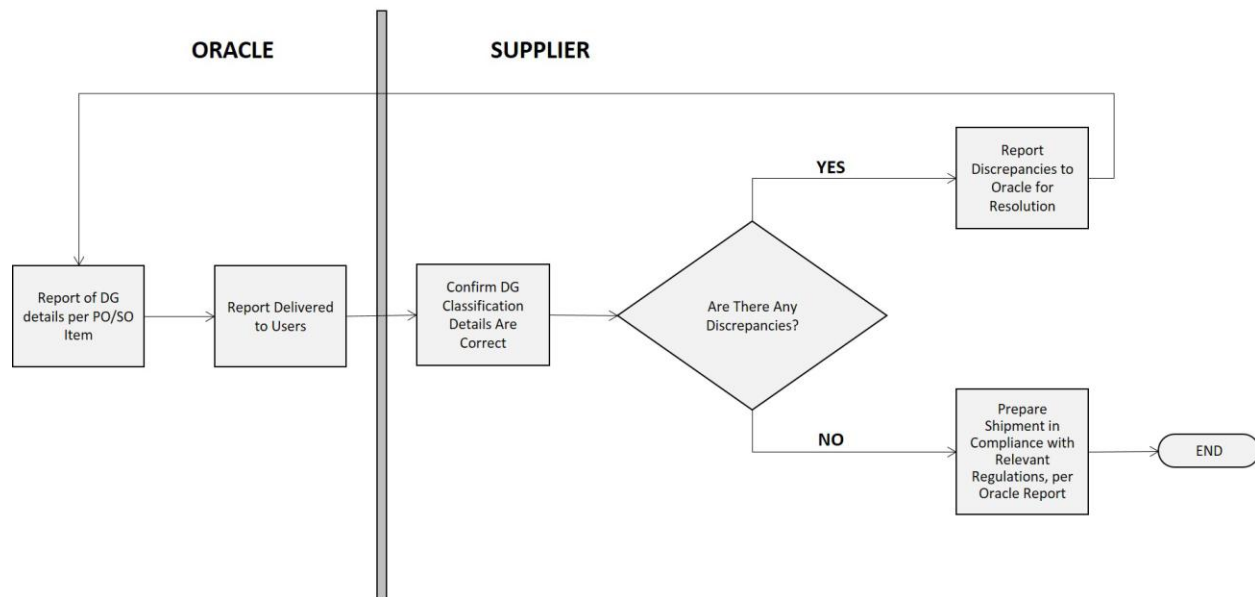 ORACLE
SUPPLIER
Report of DG
details per PO/SO
Item
Report Delivered
to Users
Confirm DG
Classification
Details Are
Correct
Are There Any
Discrepancies?
YES
Report
Discrepancies to
Oracle for
Resolution
NO
Prepare
Shipment in
Compliance with
Relevant
Regulations, per
Oracle Report
END